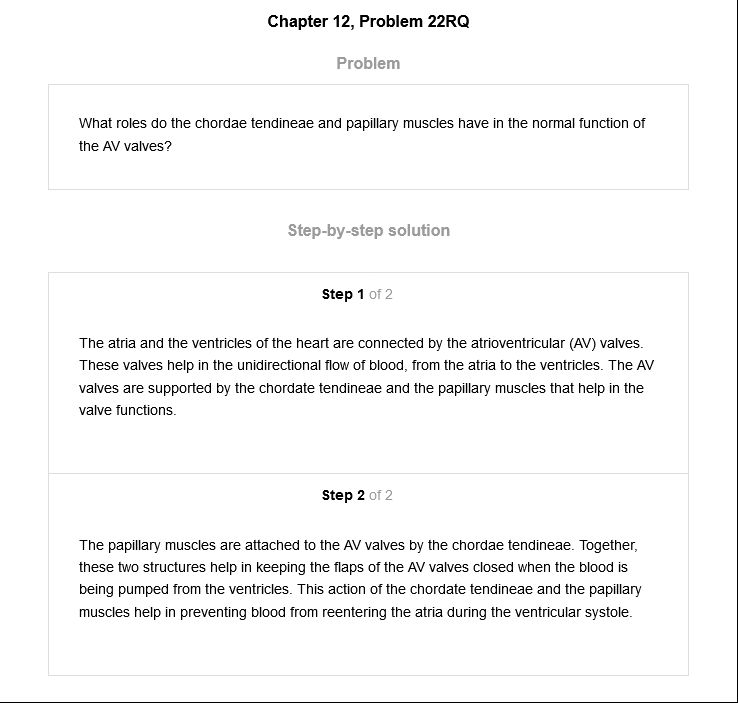 Chapter 12, Problem 22RQ
Problem
What roles do the chordae tendineae and papillary muscles have in the normal function of
the AV valves?
Step-by-step solution
Step 1 of 2
The atria and the ventricles of the heart are connected by the atrioventricular (AV) valves.
These valves help in the unidirectional flow of blood, from the atria to the ventricles. The AV
valves are supported by the chordate tendineae and the papillary muscles that help in the
valve functions.
Step 2 of 2
The papillary muscles are attached to the AV valves by the chordae tendineae. Together,
these two structures help in keeping the flaps of the AV valves closed when the blood is
being pumped from the ventricles. This action of the chordate tendineae and the papillary
muscles help in preventing blood from reentering the atria during the ventricular systole.